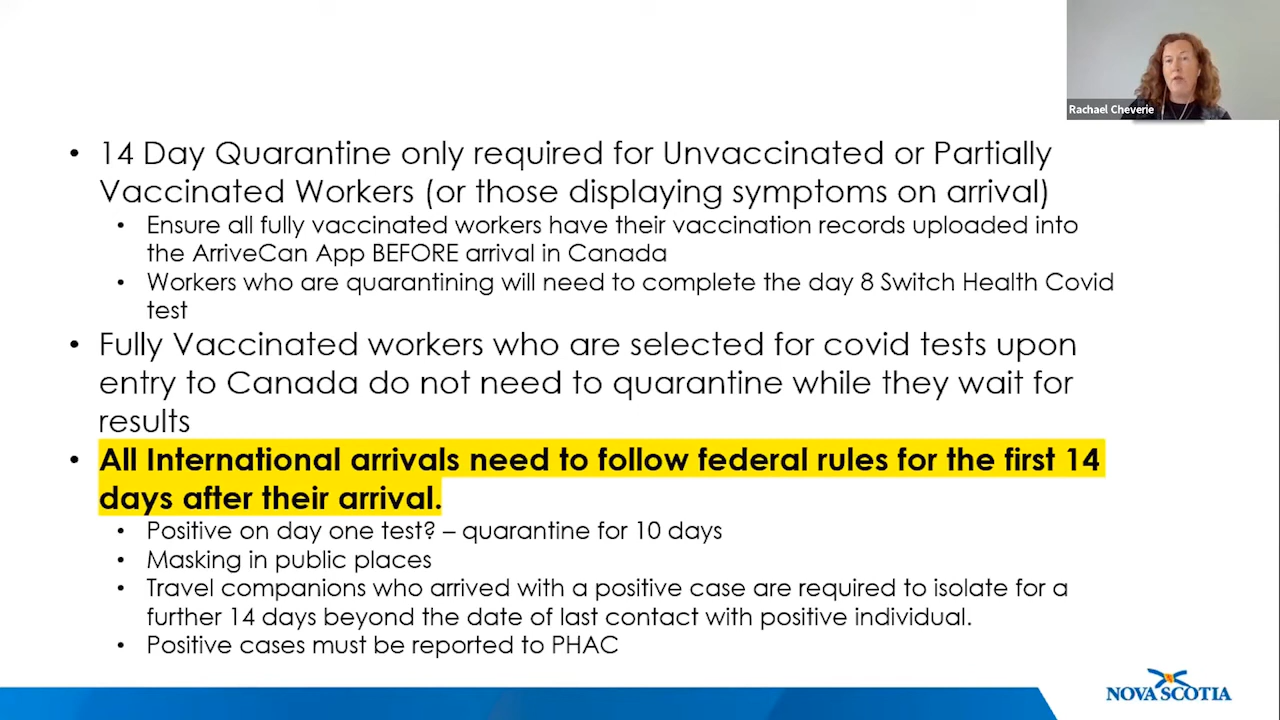 Rachael Cheverie
• 14 Day Quarantine only required for Unvaccinated or Partially
Vaccinated Workers (or those displaying symptoms on arrival)
• Ensure all fully vaccinated workers have their vaccination records uploaded into
the ArriveCan App BEFORE arrival in Canada
• Workers who are quarantining will need to complete the day 8 Switch Health Covid
test
• Fully Vaccinated workers who are selected for covid tests upon
entry to Canada do not need to quarantine while they wait for
results
• All International arrivals need to follow federal rules for the first 14
days after their arrival.
• Positive on day one test? – quarantine for 10 days
• Masking in public places
• Travel companions who arrived with a positive case are required to isolate for a
further 14 days beyond the date of last contact with positive individual.
• Positive cases must be reported to PHAC
NOVA SCOTIA